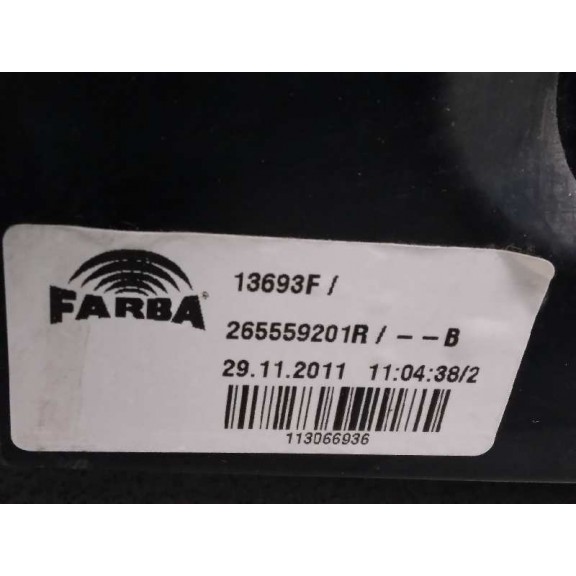 FARBA®
13693F /
265559201R / – – B
29.11.2011 11:04:38/2
113066936